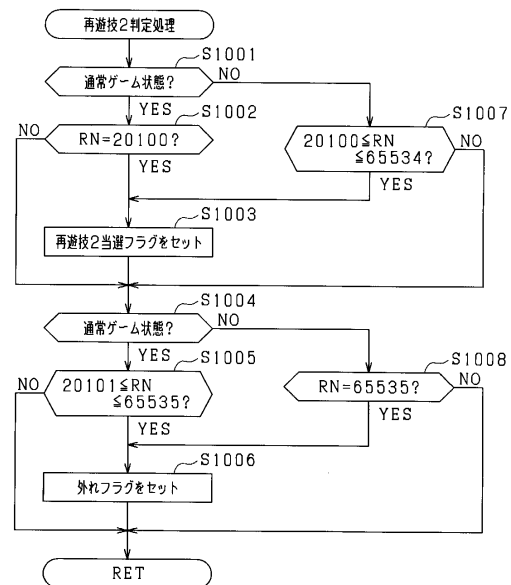 再遊技2判定処理
S1001
通常ゲーム状態?
NO
YES
S1002
S1007
NO
RN=20100?
YES
20100≦RN
≦65534?
NO
YES
S1003
再遊技2当選フラグをセット
S1004
通常ゲーム状態?
NO
YES
S1005
S1008
NO
20101≦RN
≦65535?
YES
RN=65535?
NO
YES
S1006
外れフラグをセット
RET